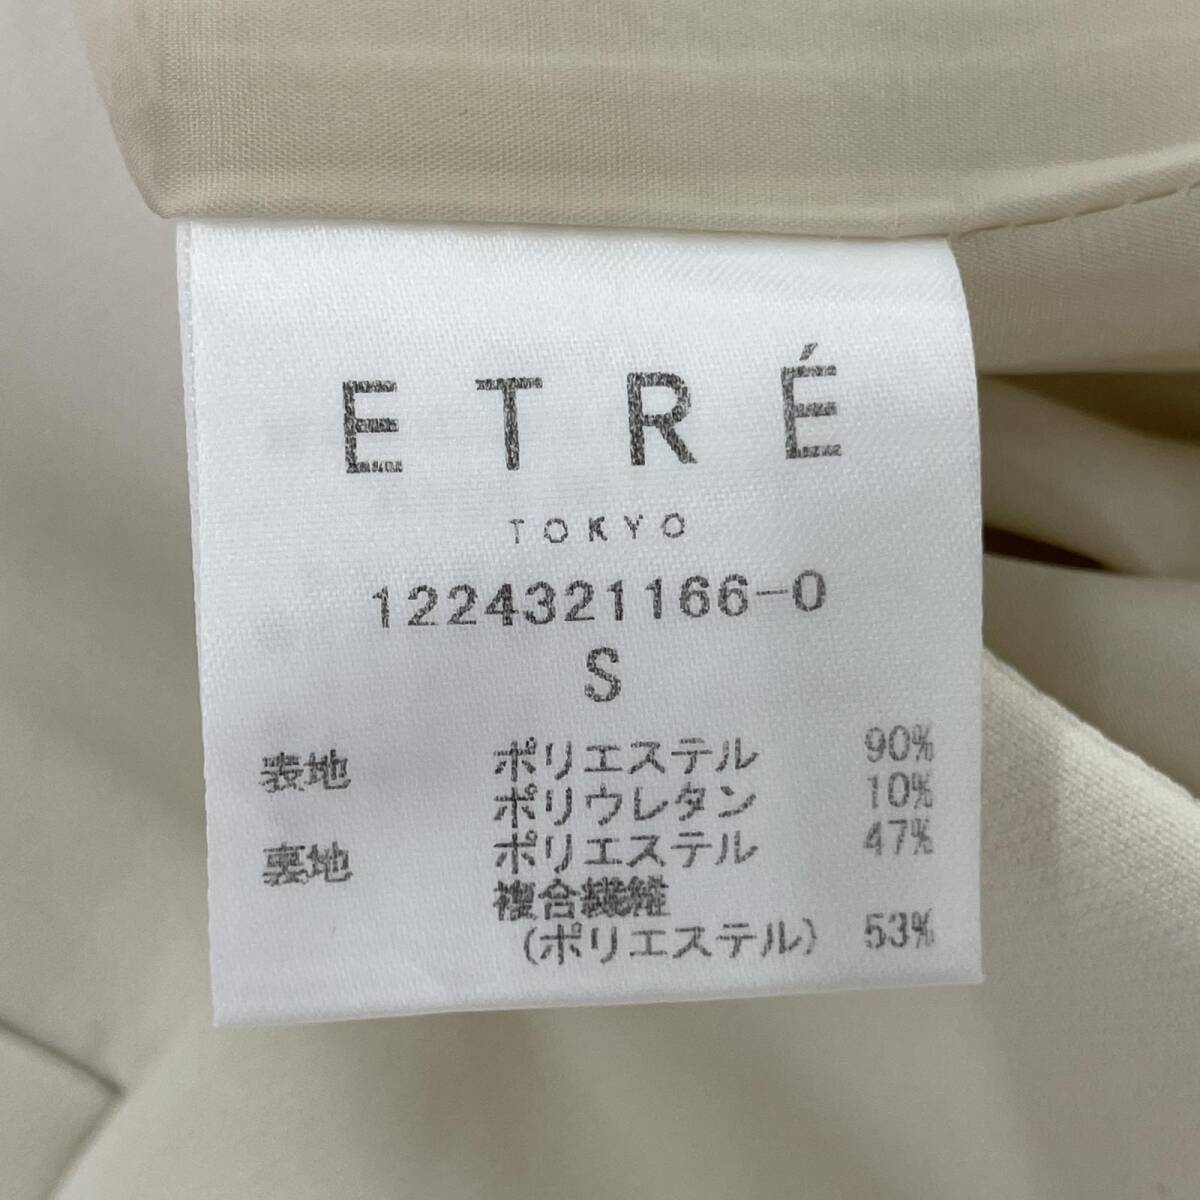 ETRÉ
TOKYO
1224321166-0
S
表地 ポリエステル 90%
ポリウレタン 10%
裏地 ポリエステル 47%
複合繊維
(ポリエステル) 53%